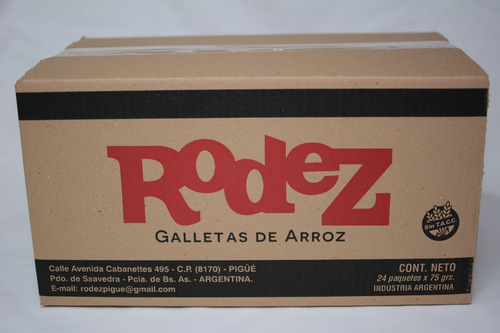 RodeZ
GALLETAS DE ARROZ
Sin T.A.C.C.
Calle Avenida Cabanettes 495 - C.P. (8170) - PIGÜÉ
Pdo. de Saavedra - Pcia. de Bs. As. - ARGENTINA.
E-mail: rodezpigue@gmail.com
CONT. NETO
24 paquetes x 75 grs.
INDUSTRIA ARGENTINA